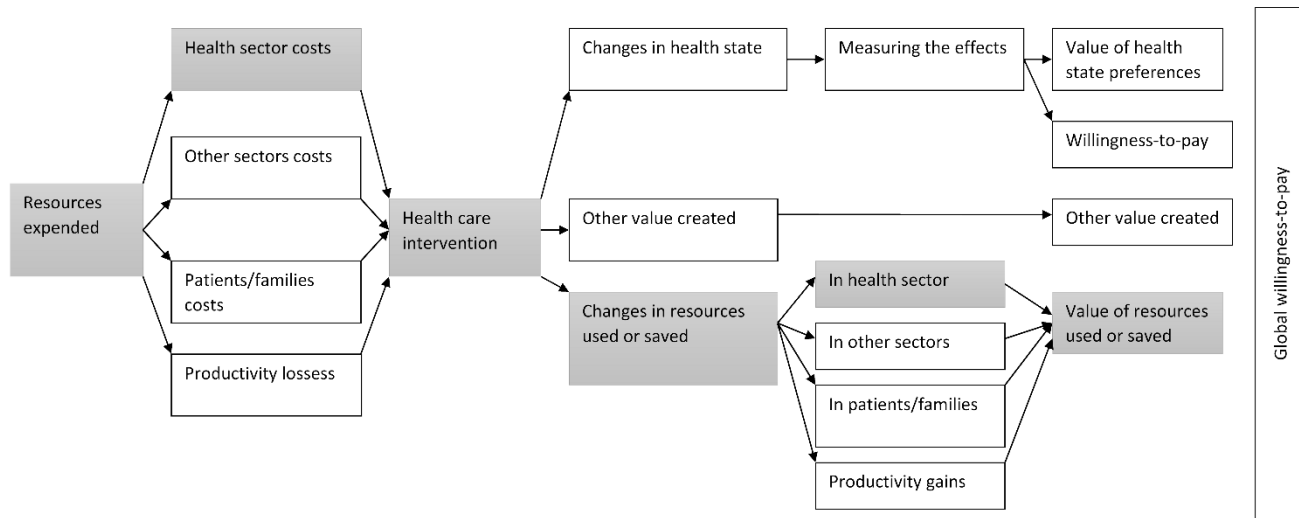 Resources
expended
Health sector costs
Other sectors costs
Patients/families
costs
Productivity lossess
Health care
intervention
Changes in health state
Measuring the effects
Value of health
state preferences
Willingness-to-pay
Other value created
Other value created
Changes in resources
used or saved
In health sector
In other sectors
In patients/families
Productivity gains
Value of resources
used or saved
Global willingness-to-pay